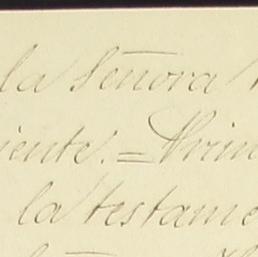 la Señora
iente. = Prim
la testame